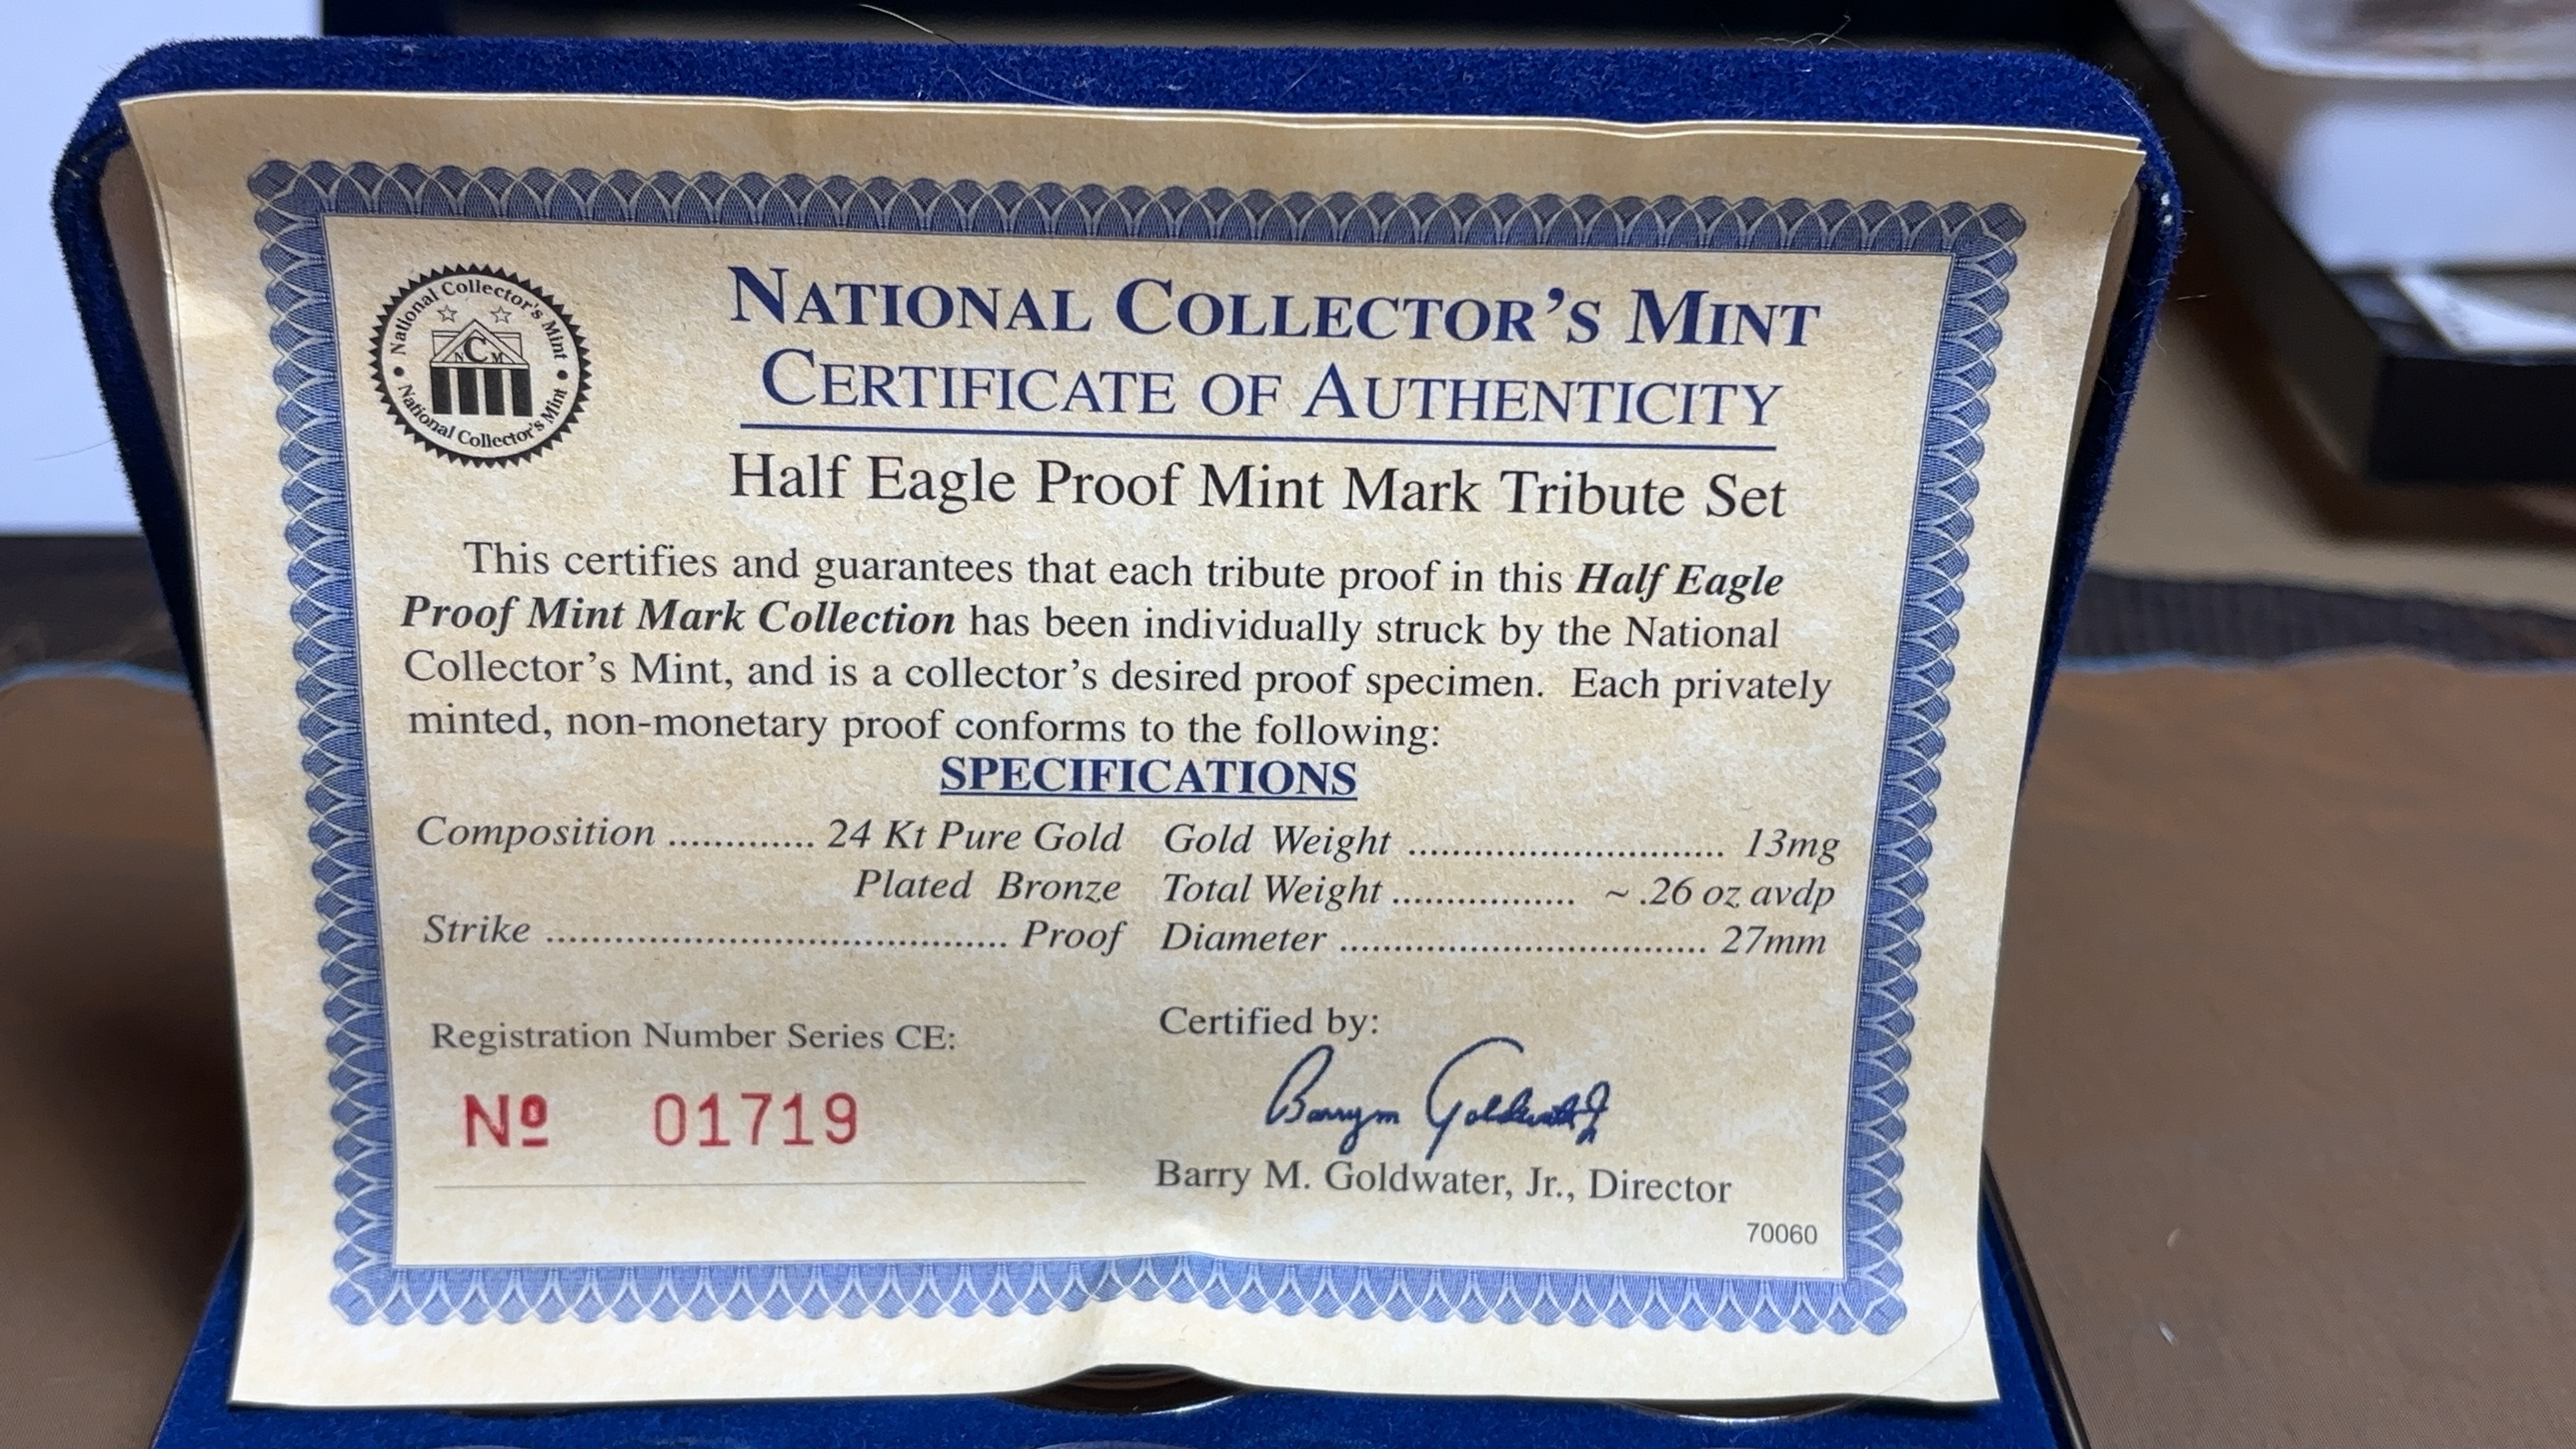 National Collector's Mint
N C M
National Collector's Mint
NATIONAL COLLECTOR'S MINT
CERTIFICATE OF AUTHENTICITY
Half Eagle Proof Mint Mark Tribute Set
This certifies and guarantees that each tribute proof in this Half Eagle
Proof Mint Mark Collection has been individually struck by the National
Collector's Mint, and is a collector's desired proof specimen. Each privately
minted, non-monetary proof conforms to the following:
SPECIFICATIONS
Composition ............. 24 Kt Pure Gold Gold Weight ............................. 13mg
Plated Bronze Total Weight ................. ~ .26 oz avdp
Strike .......................................... Proof Diameter .................................. 27mm
Registration Number Series CE:
Nº 01719
Certified by:
Barry M Goldwater Jr
Barry M. Goldwater, Jr., Director
70060